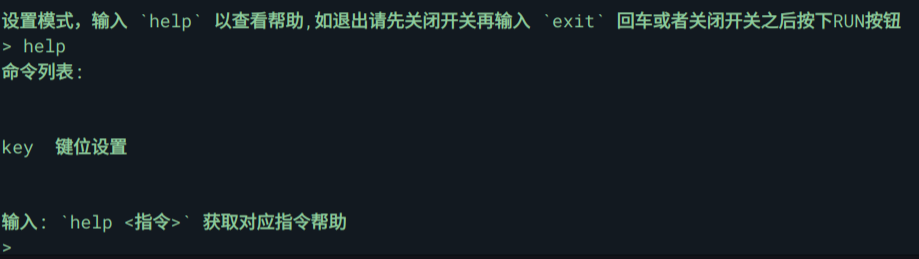 设置模式，输入 `help` 以查看帮助,如退出请先关闭开关再输入 `exit` 回车或者关闭开关之后按下RUN按钮
> help
命令列表:
key  键位设置
输入: `help <指令>` 获取对应指令帮助
>